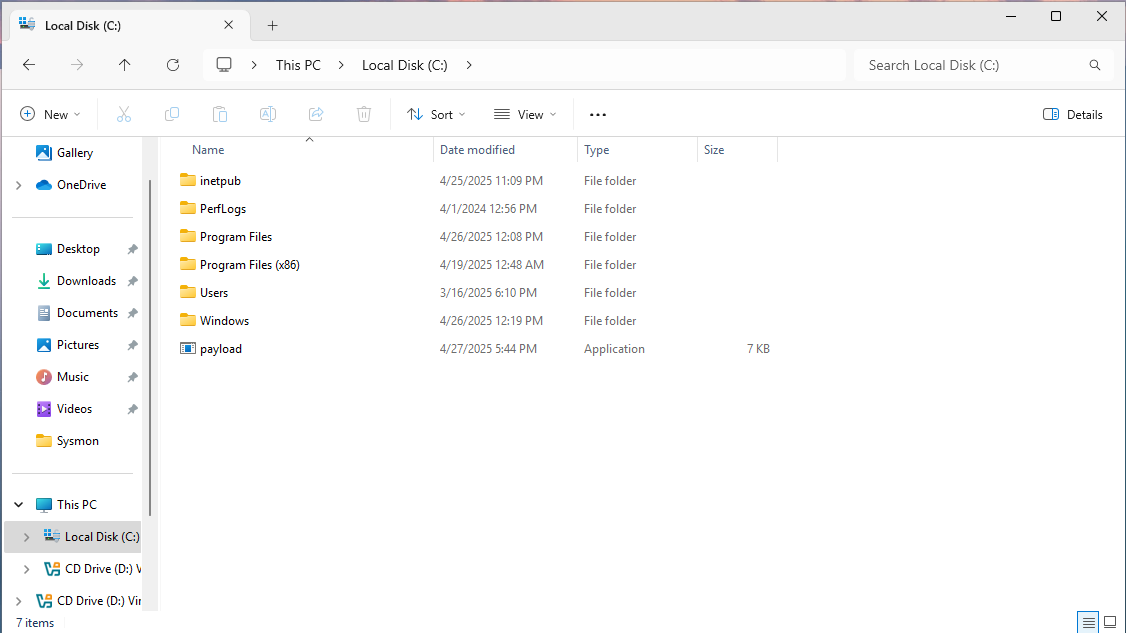 Local Disk (C:)
This PC Local Disk (C:) Search Local Disk (C:)
New Sort View Details
Gallery
OneDrive
Desktop
Downloads
Documents
Pictures
Music
Videos
Sysmon
This PC
Local Disk (C:)
CD Drive (D:) V
CD Drive (D:) Vir
Name Date modified Type Size
inetpub 4/25/2025 11:09 PM File folder
PerfLogs 4/1/2024 12:56 PM File folder
Program Files 4/26/2025 12:08 PM File folder
Program Files (x86) 4/19/2025 12:48 AM File folder
Users 3/16/2025 6:10 PM File folder
Windows 4/26/2025 12:19 PM File folder
payload 4/27/2025 5:44 PM Application 7 KB
7 items